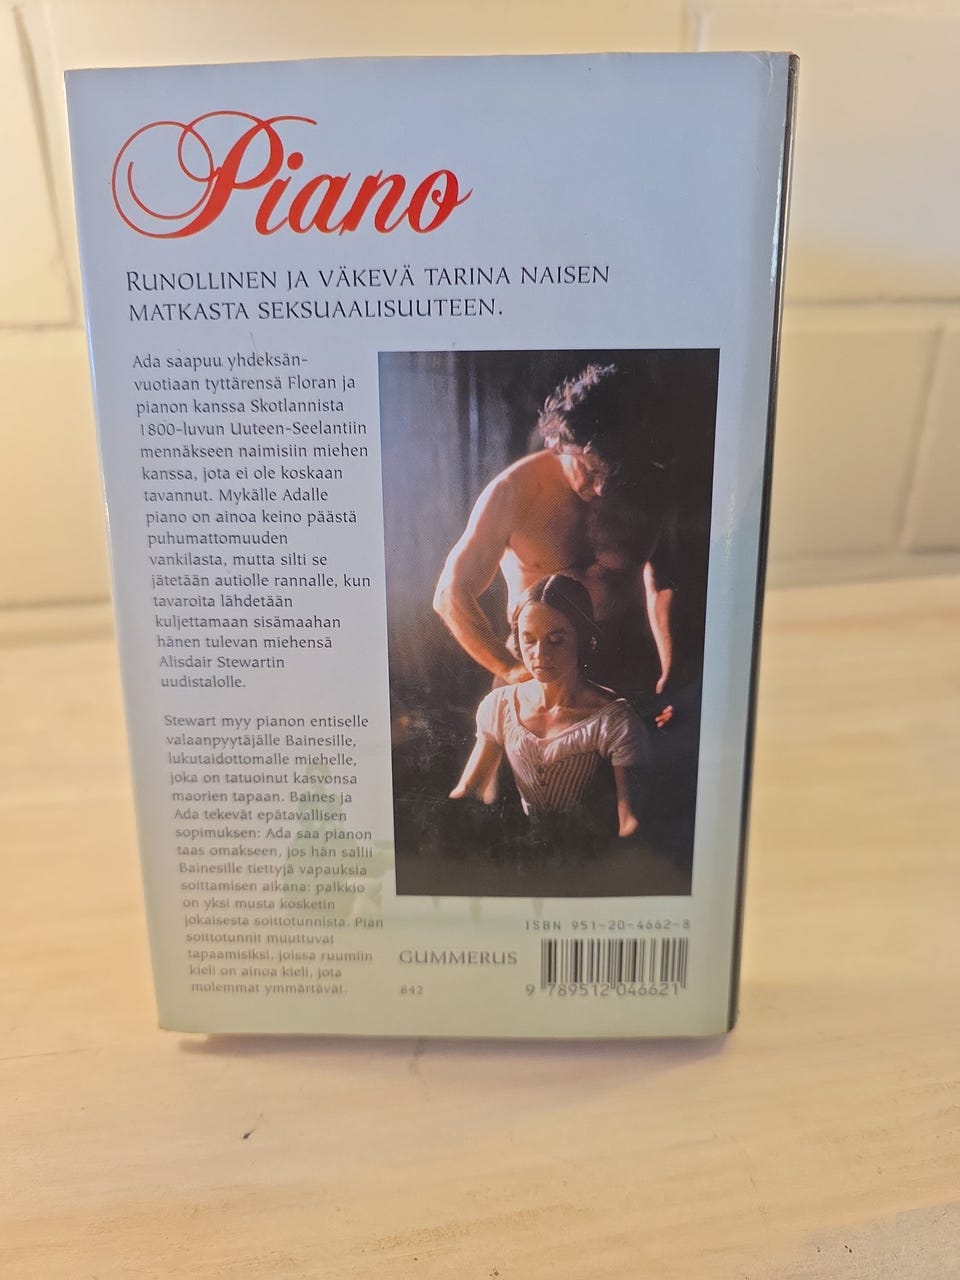 Piano
RUNOLLINEN JA VÄKEVÄ TARINA NAISEN
MATKASTA SEKSUAALISUUTEEN.
Ada saapuu yhdeksän-
vuotiaan tyttärensä Floran ja
pianon kanssa Skotlannista
1800-luvun Uuteen-Seelantiin
mennäkseen naimisiin miehen
kanssa, jota ei ole koskaan
tavannut. Mykälle Adalle
piano on ainoa keino päästä
puhumattomuuden
vankilasta, mutta silti se
jätetään autiolle rannalle, kun
tavaroita lähdetään
kuljettamaan sisämaahan
hänen tulevan miehensä
Alisdair Stewartin
uudistalolle.
Stewart myy pianon entiselle
valaanpyytäjälle Bainesille,
lukutaidottomalle miehelle,
joka on tatuoinut kasvonsa
maorien tapaan. Baines ja
Ada tekevät epätavallisen
sopimuksen: Ada saa pianon
taas omakseen, jos hän sallii
Bainesille tiettyjä vapauksia
soittamisen aikana: palkkio
on yksi musta kosketin
jokaisesta soittotunnista. Pian
soittotunnit muuttuvat
tapaamisiksi, joissa ruumiin
kieli on ainoa kieli, jota
molemmat ymmärtävät.
ISBN 951-20-4662-8
GUMMERUS
842
9 789512 046621